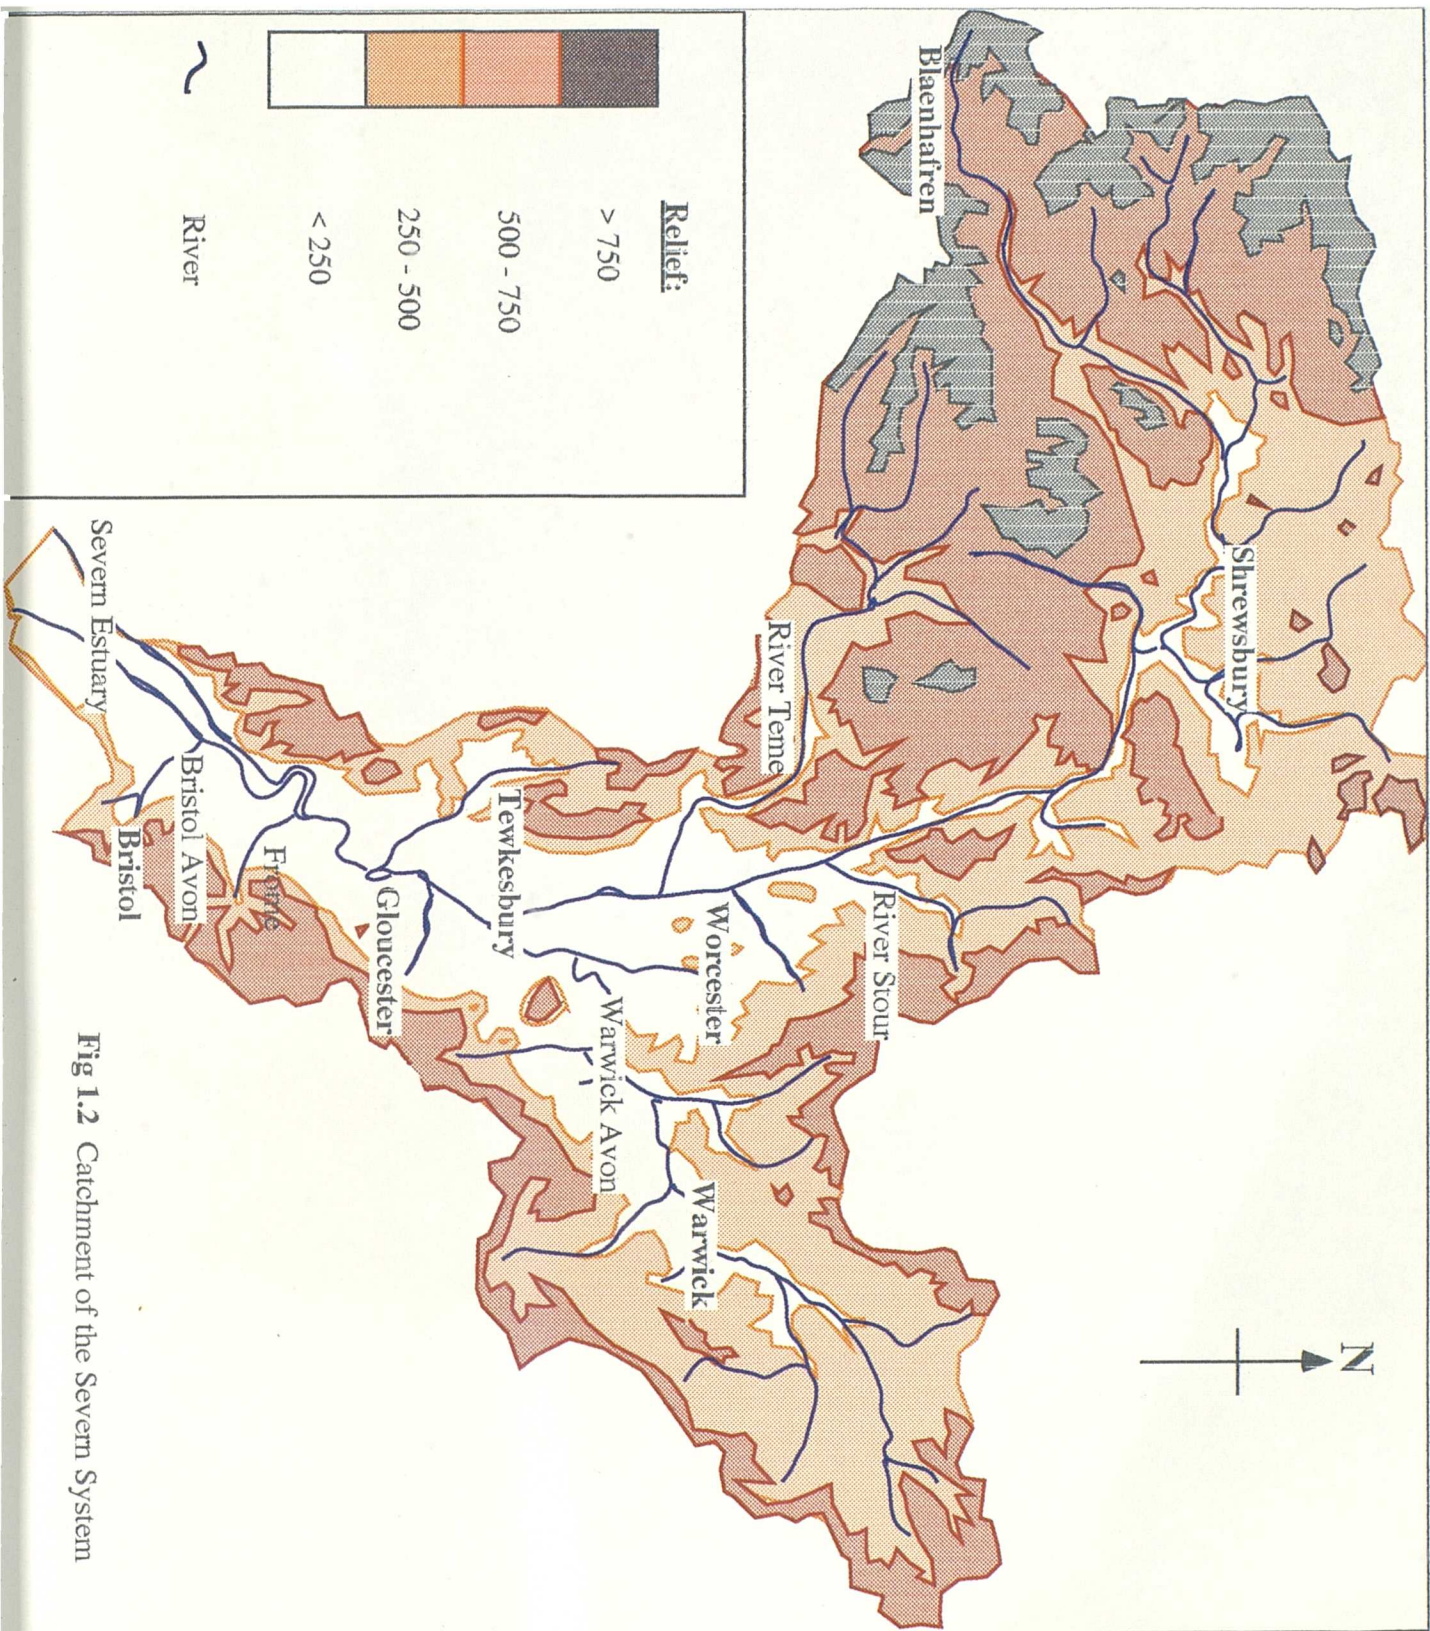 N
Blaenhafren
Shrewsbury
River Teme
River Stour
Worcester
Tewkesbury
Warwick Avon
Warwick
Gloucester
Frome
Bristol Avon
Bristol
Severn Estuary
Relief:
> 750
500 - 750
250 - 500
< 250
River
Fig 1.2 Catchment of the Severn System